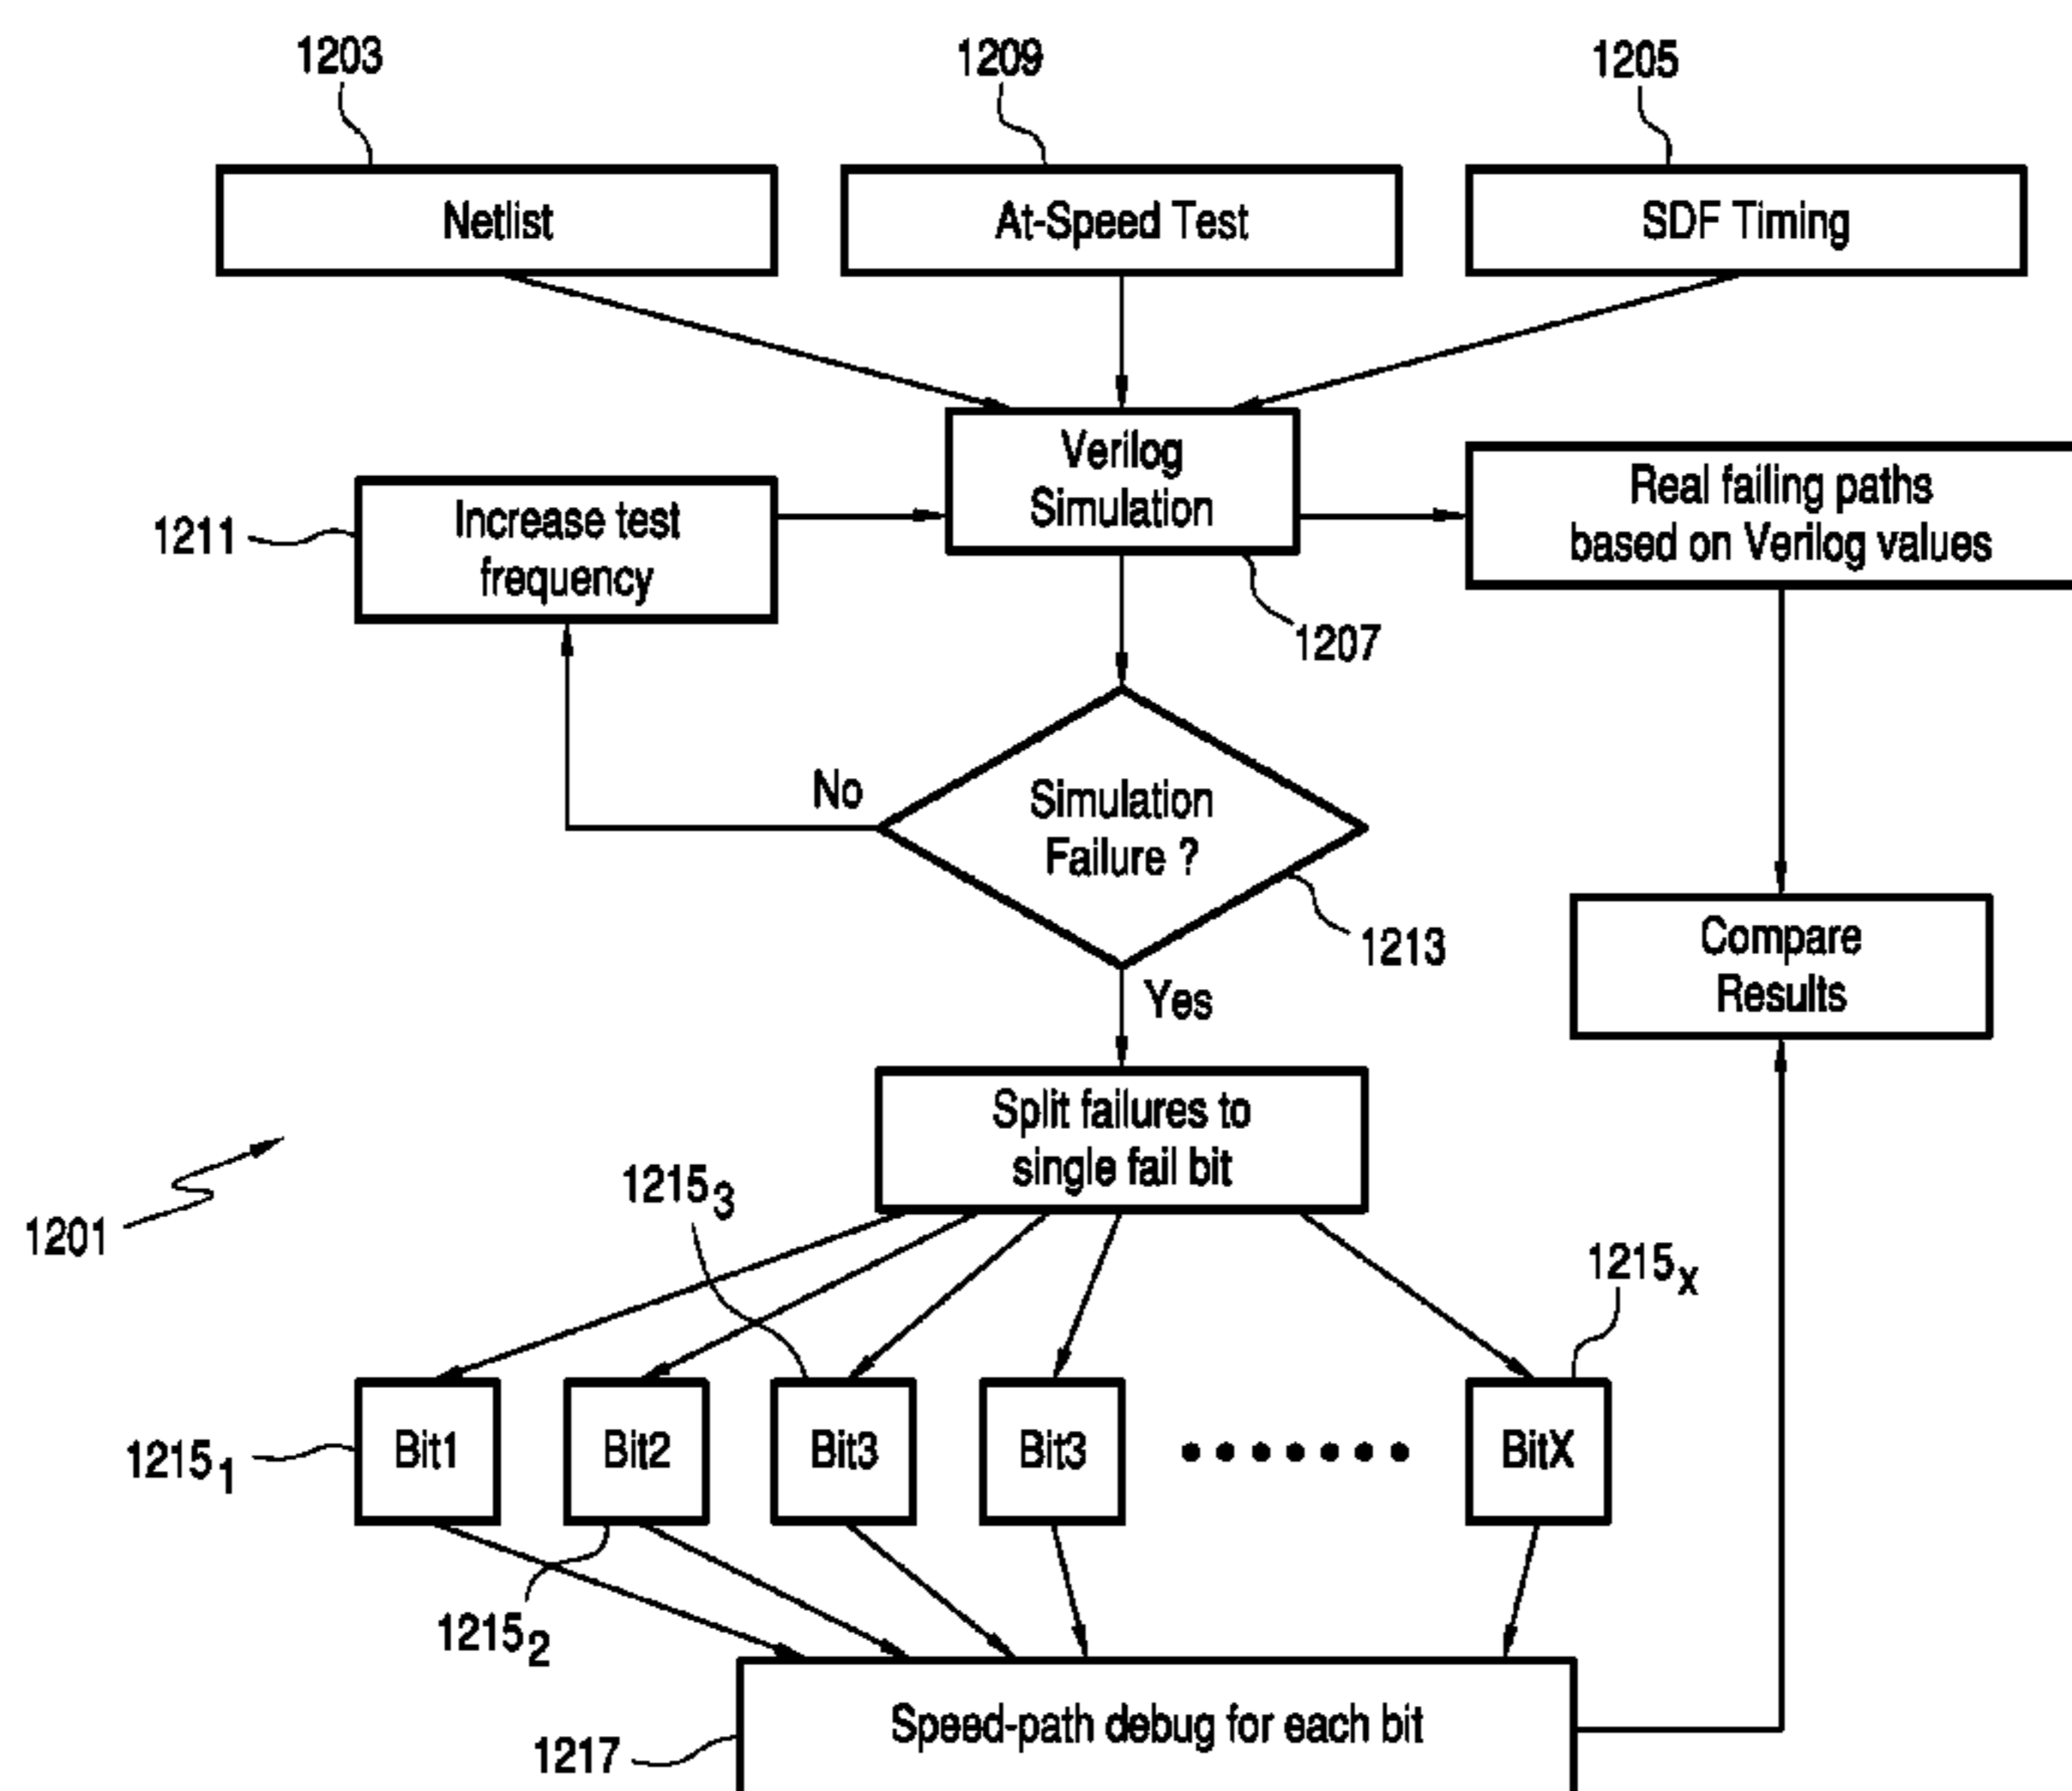 1203
1209
1205
Netlist
At-Speed Test
SDF Timing
Verilog
Simulation
Real failing paths
based on Verilog values
1211
Increase test
frequency
1207
No
Simulation
Failure ?
1213
Compare
Results
Yes
Split failures to
single fail bit
1201
1215₃
1215ₓ
1215₁
Bit1
Bit2
Bit3
Bit3
BitX
1215₂
Speed-path debug for each bit
1217